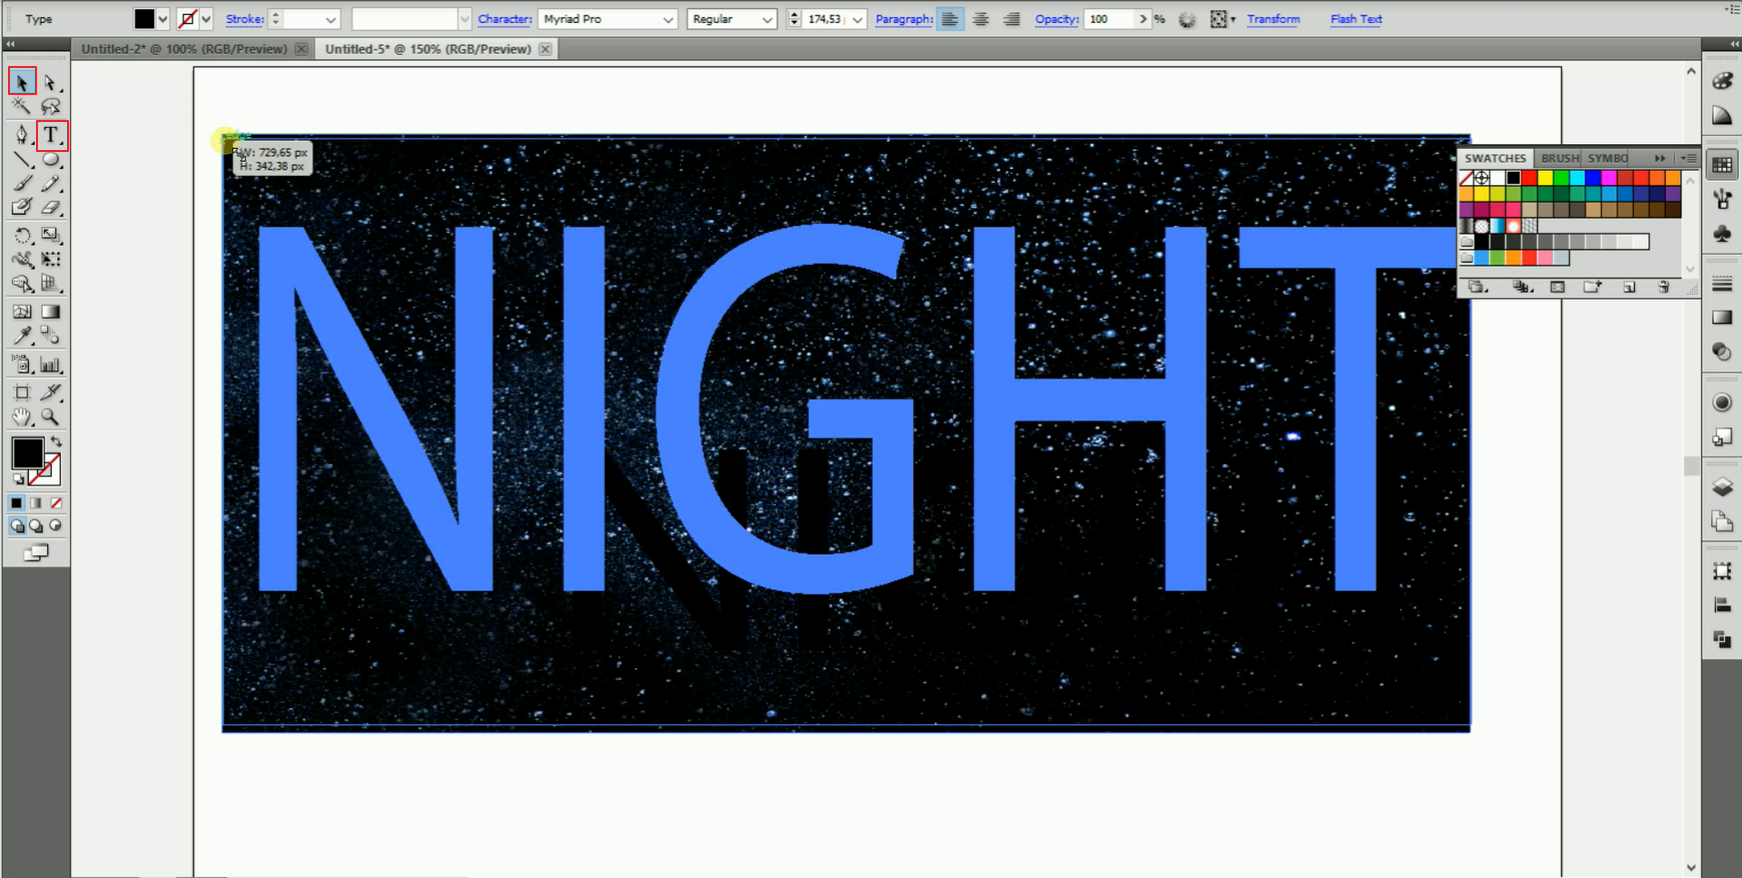 Type Stroke: Character: Myriad Pro Regular 174,53 Paragraph: Opacity: 100 % Transform Flash Text
Untitled-2* @ 100% (RGB/Preview) Untitled-5* @ 150% (RGB/Preview)
W: 729,65 px
H: 342,38 px
SWATCHES BRUSH SYMBO
T
NIGHT